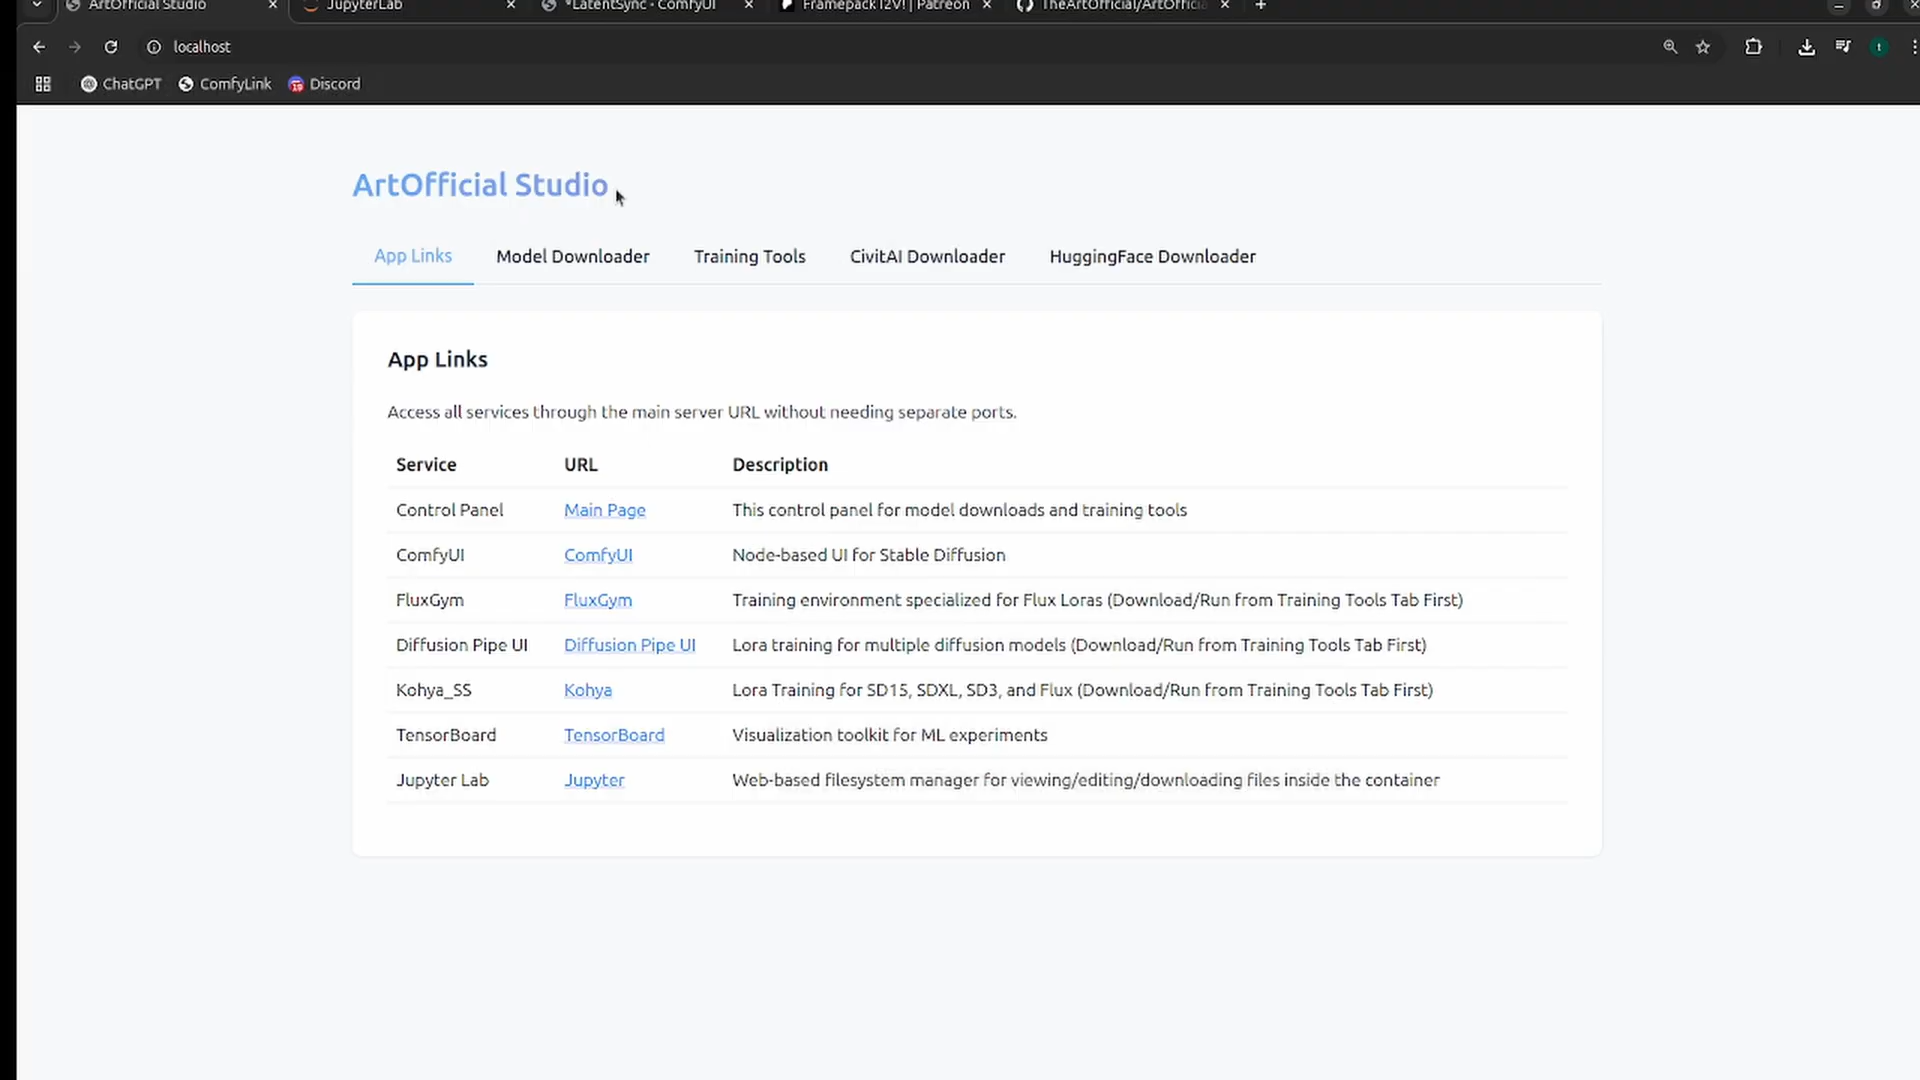 ArtOfficial Studio
JupyterLab
*LatentSync - ComfyUI
Framepack I2V! | Patreon
TheArtOfficial/ArtOfficia
localhost
ChatGPT
ComfyLink
Discord
ArtOfficial Studio
App Links
Model Downloader
Training Tools
CivitAI Downloader
HuggingFace Downloader
App Links
Access all services through the main server URL without needing separate ports.
Service URL Description
Control Panel Main Page This control panel for model downloads and training tools
ComfyUI ComfyUI Node-based UI for Stable Diffusion
FluxGym FluxGym Training environment specialized for Flux Loras (Download/Run from Training Tools Tab First)
Diffusion Pipe UI Diffusion Pipe UI Lora training for multiple diffusion models (Download/Run from Training Tools Tab First)
Kohya_SS Kohya Lora Training for SD15, SDXL, SD3, and Flux (Download/Run from Training Tools Tab First)
TensorBoard TensorBoard Visualization toolkit for ML experiments
Jupyter Lab Jupyter Web-based filesystem manager for viewing/editing/downloading files inside the container